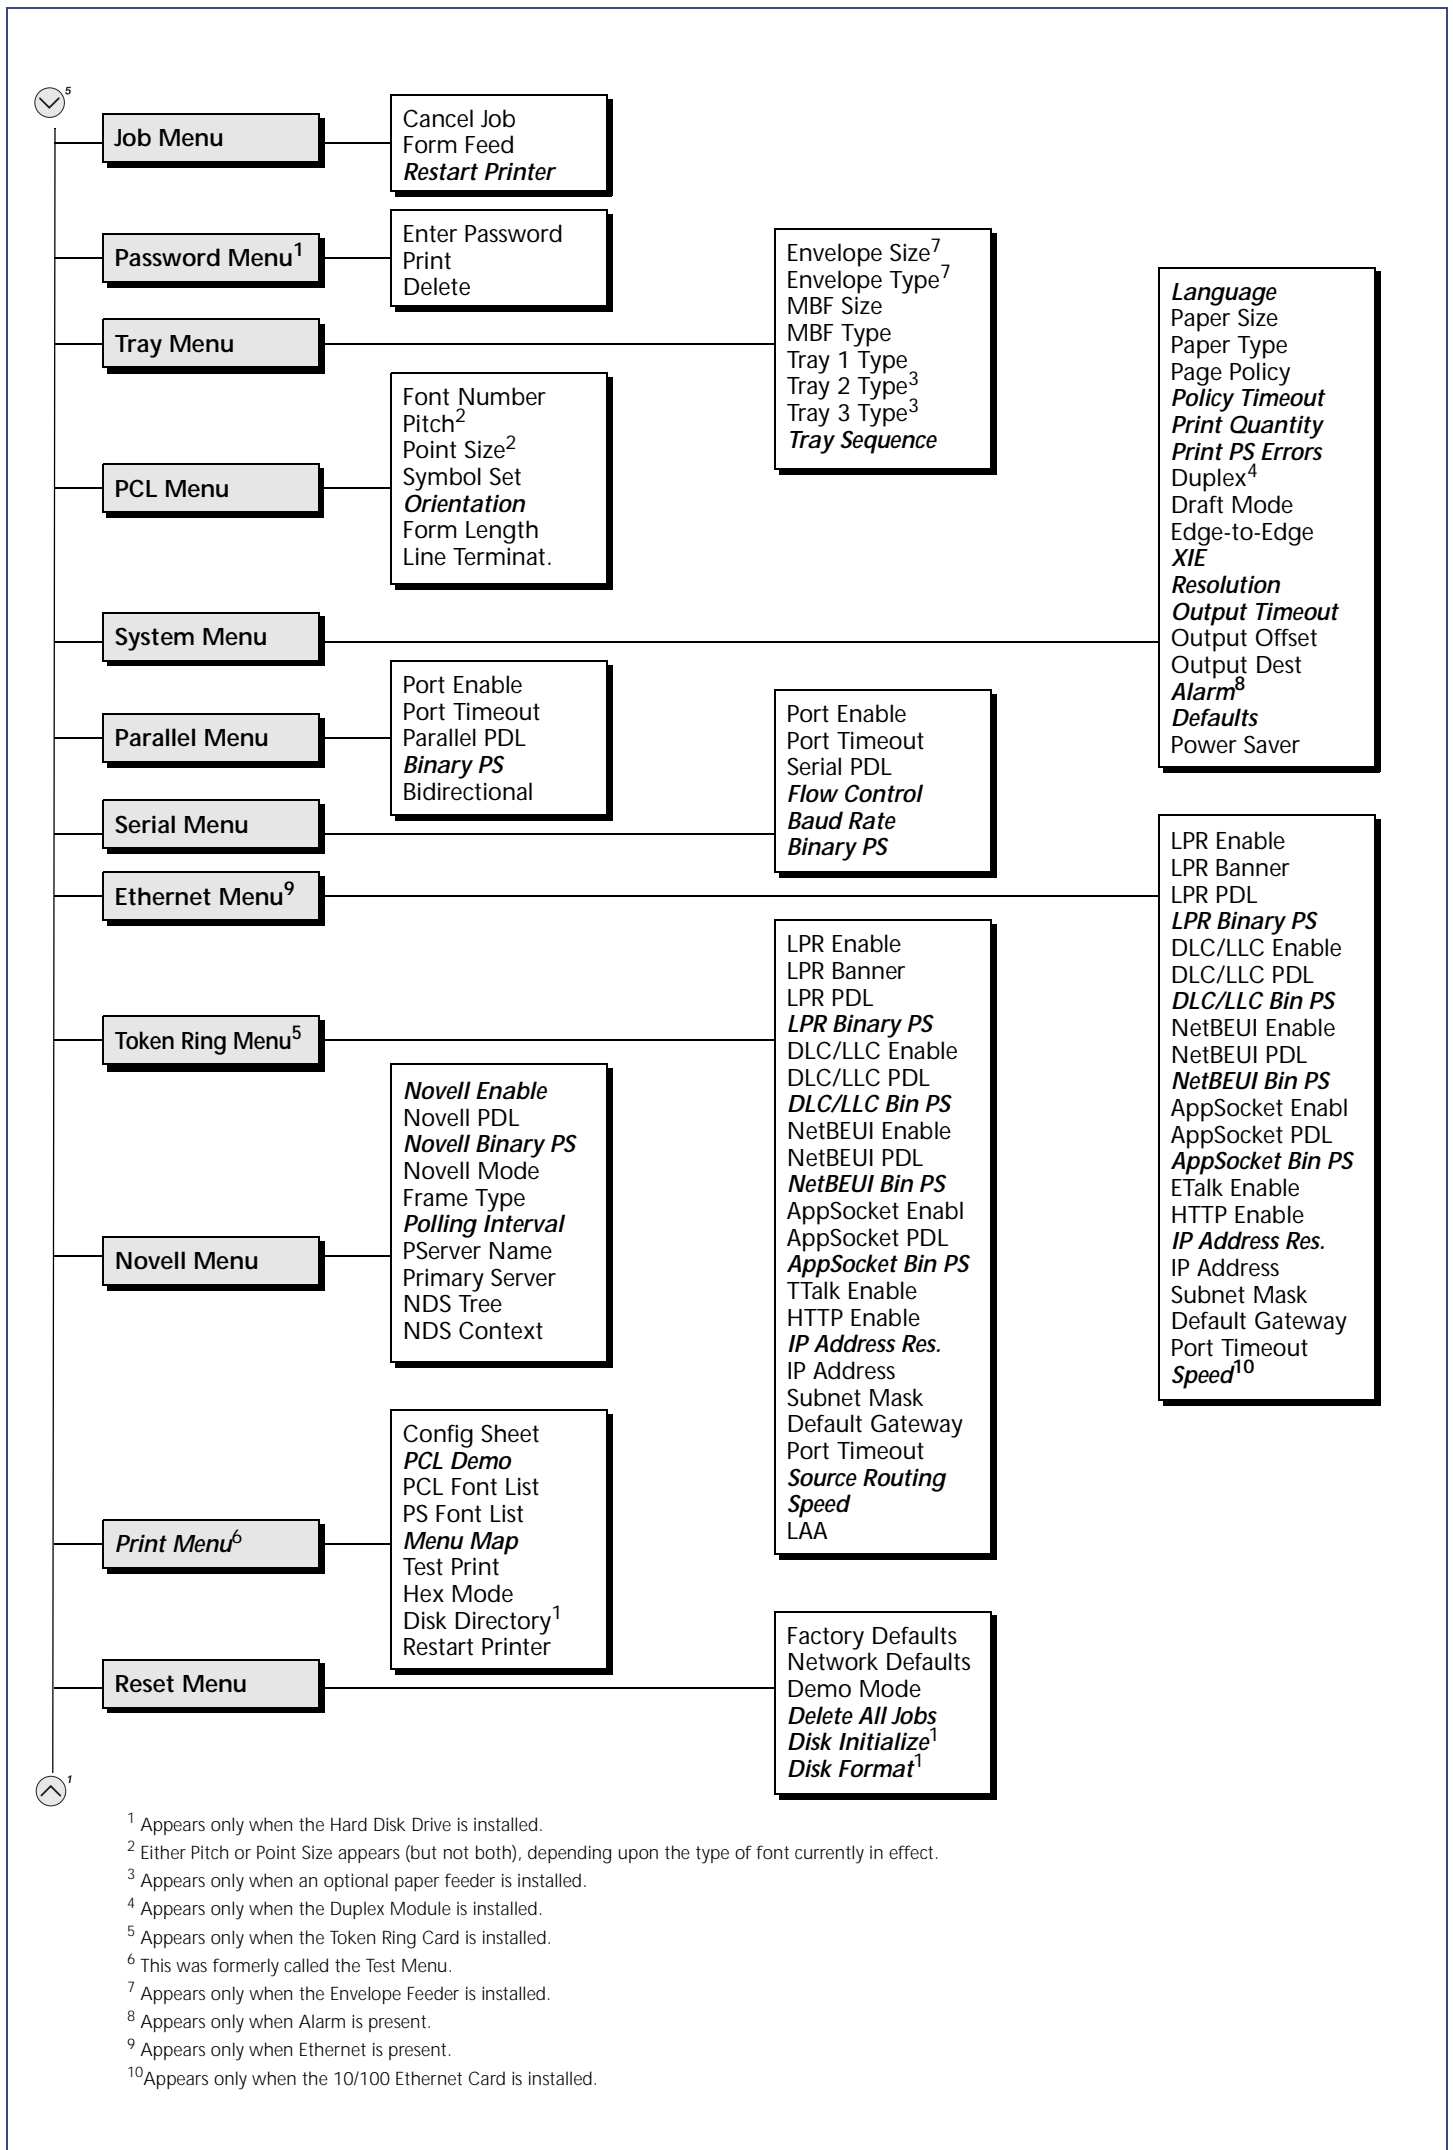 5
Job Menu
Cancel Job
Form Feed
Restart Printer
Password Menu1
Enter Password
Print
Delete
Tray Menu
Envelope Size7
Envelope Type7
MBF Size
MBF Type
Tray 1 Type
Tray 2 Type3
Tray 3 Type3
Tray Sequence
PCL Menu
Font Number
Pitch2
Point Size2
Symbol Set
Orientation
Form Length
Line Terminat.
System Menu
Language
Paper Size
Paper Type
Page Policy
Policy Timeout
Print Quantity
Print PS Errors
Duplex4
Draft Mode
Edge-to-Edge
XIE
Resolution
Output Timeout
Output Offset
Output Dest
Alarm8
Defaults
Power Saver
Parallel Menu
Port Enable
Port Timeout
Parallel PDL
Binary PS
Bidirectional
Serial Menu
Port Enable
Port Timeout
Serial PDL
Flow Control
Baud Rate
Binary PS
Ethernet Menu9
LPR Enable
LPR Banner
LPR PDL
LPR Binary PS
DLC/LLC Enable
DLC/LLC PDL
DLC/LLC Bin PS
NetBEUI Enable
NetBEUI PDL
NetBEUI Bin PS
AppSocket Enabl
AppSocket PDL
AppSocket Bin PS
ETalk Enable
HTTP Enable
IP Address Res.
IP Address
Subnet Mask
Default Gateway
Port Timeout
Speed10
Token Ring Menu5
LPR Enable
LPR Banner
LPR PDL
LPR Binary PS
DLC/LLC Enable
DLC/LLC PDL
DLC/LLC Bin PS
NetBEUI Enable
NetBEUI PDL
NetBEUI Bin PS
AppSocket Enabl
AppSocket PDL
AppSocket Bin PS
TTalk Enable
HTTP Enable
IP Address Res.
IP Address
Subnet Mask
Default Gateway
Port Timeout
Source Routing
Speed
LAA
Novell Menu
Novell Enable
Novell PDL
Novell Binary PS
Novell Mode
Frame Type
Polling Interval
PServer Name
Primary Server
NDS Tree
NDS Context
Print Menu6
Config Sheet
PCL Demo
PCL Font List
PS Font List
Menu Map
Test Print
Hex Mode
Disk Directory1
Restart Printer
Reset Menu
Factory Defaults
Network Defaults
Demo Mode
Delete All Jobs
Disk Initialize1
Disk Format1
1
1 Appears only when the Hard Disk Drive is installed.
2 Either Pitch or Point Size appears (but not both), depending upon the type of font currently in effect.
3 Appears only when an optional paper feeder is installed.
4 Appears only when the Duplex Module is installed.
5 Appears only when the Token Ring Card is installed.
6 This was formerly called the Test Menu.
7 Appears only when the Envelope Feeder is installed.
8 Appears only when Alarm is present.
9 Appears only when Ethernet is present.
10Appears only when the 10/100 Ethernet Card is installed.